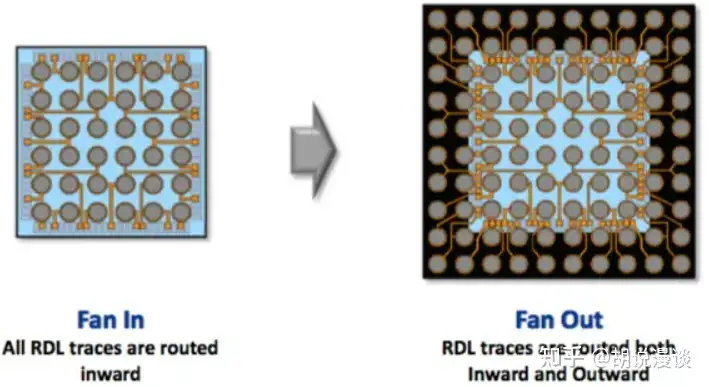 Fan In
All RDL traces are routed
inward
Fan Out
RDL traces are routed both
Inward and Outward
知乎 @胡说漫谈